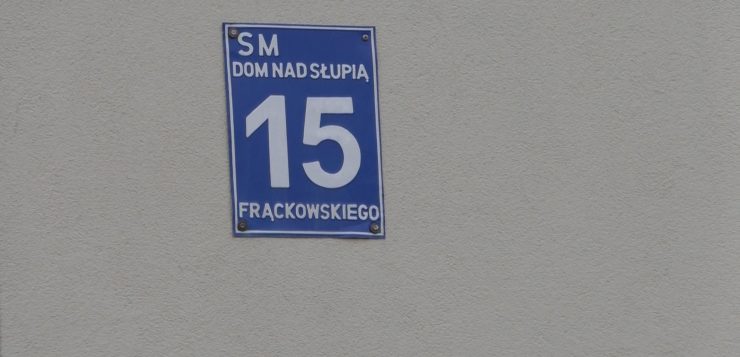 SM
DOM NAD SŁUPIĄ
15
FRĄCKOWSKIEGO